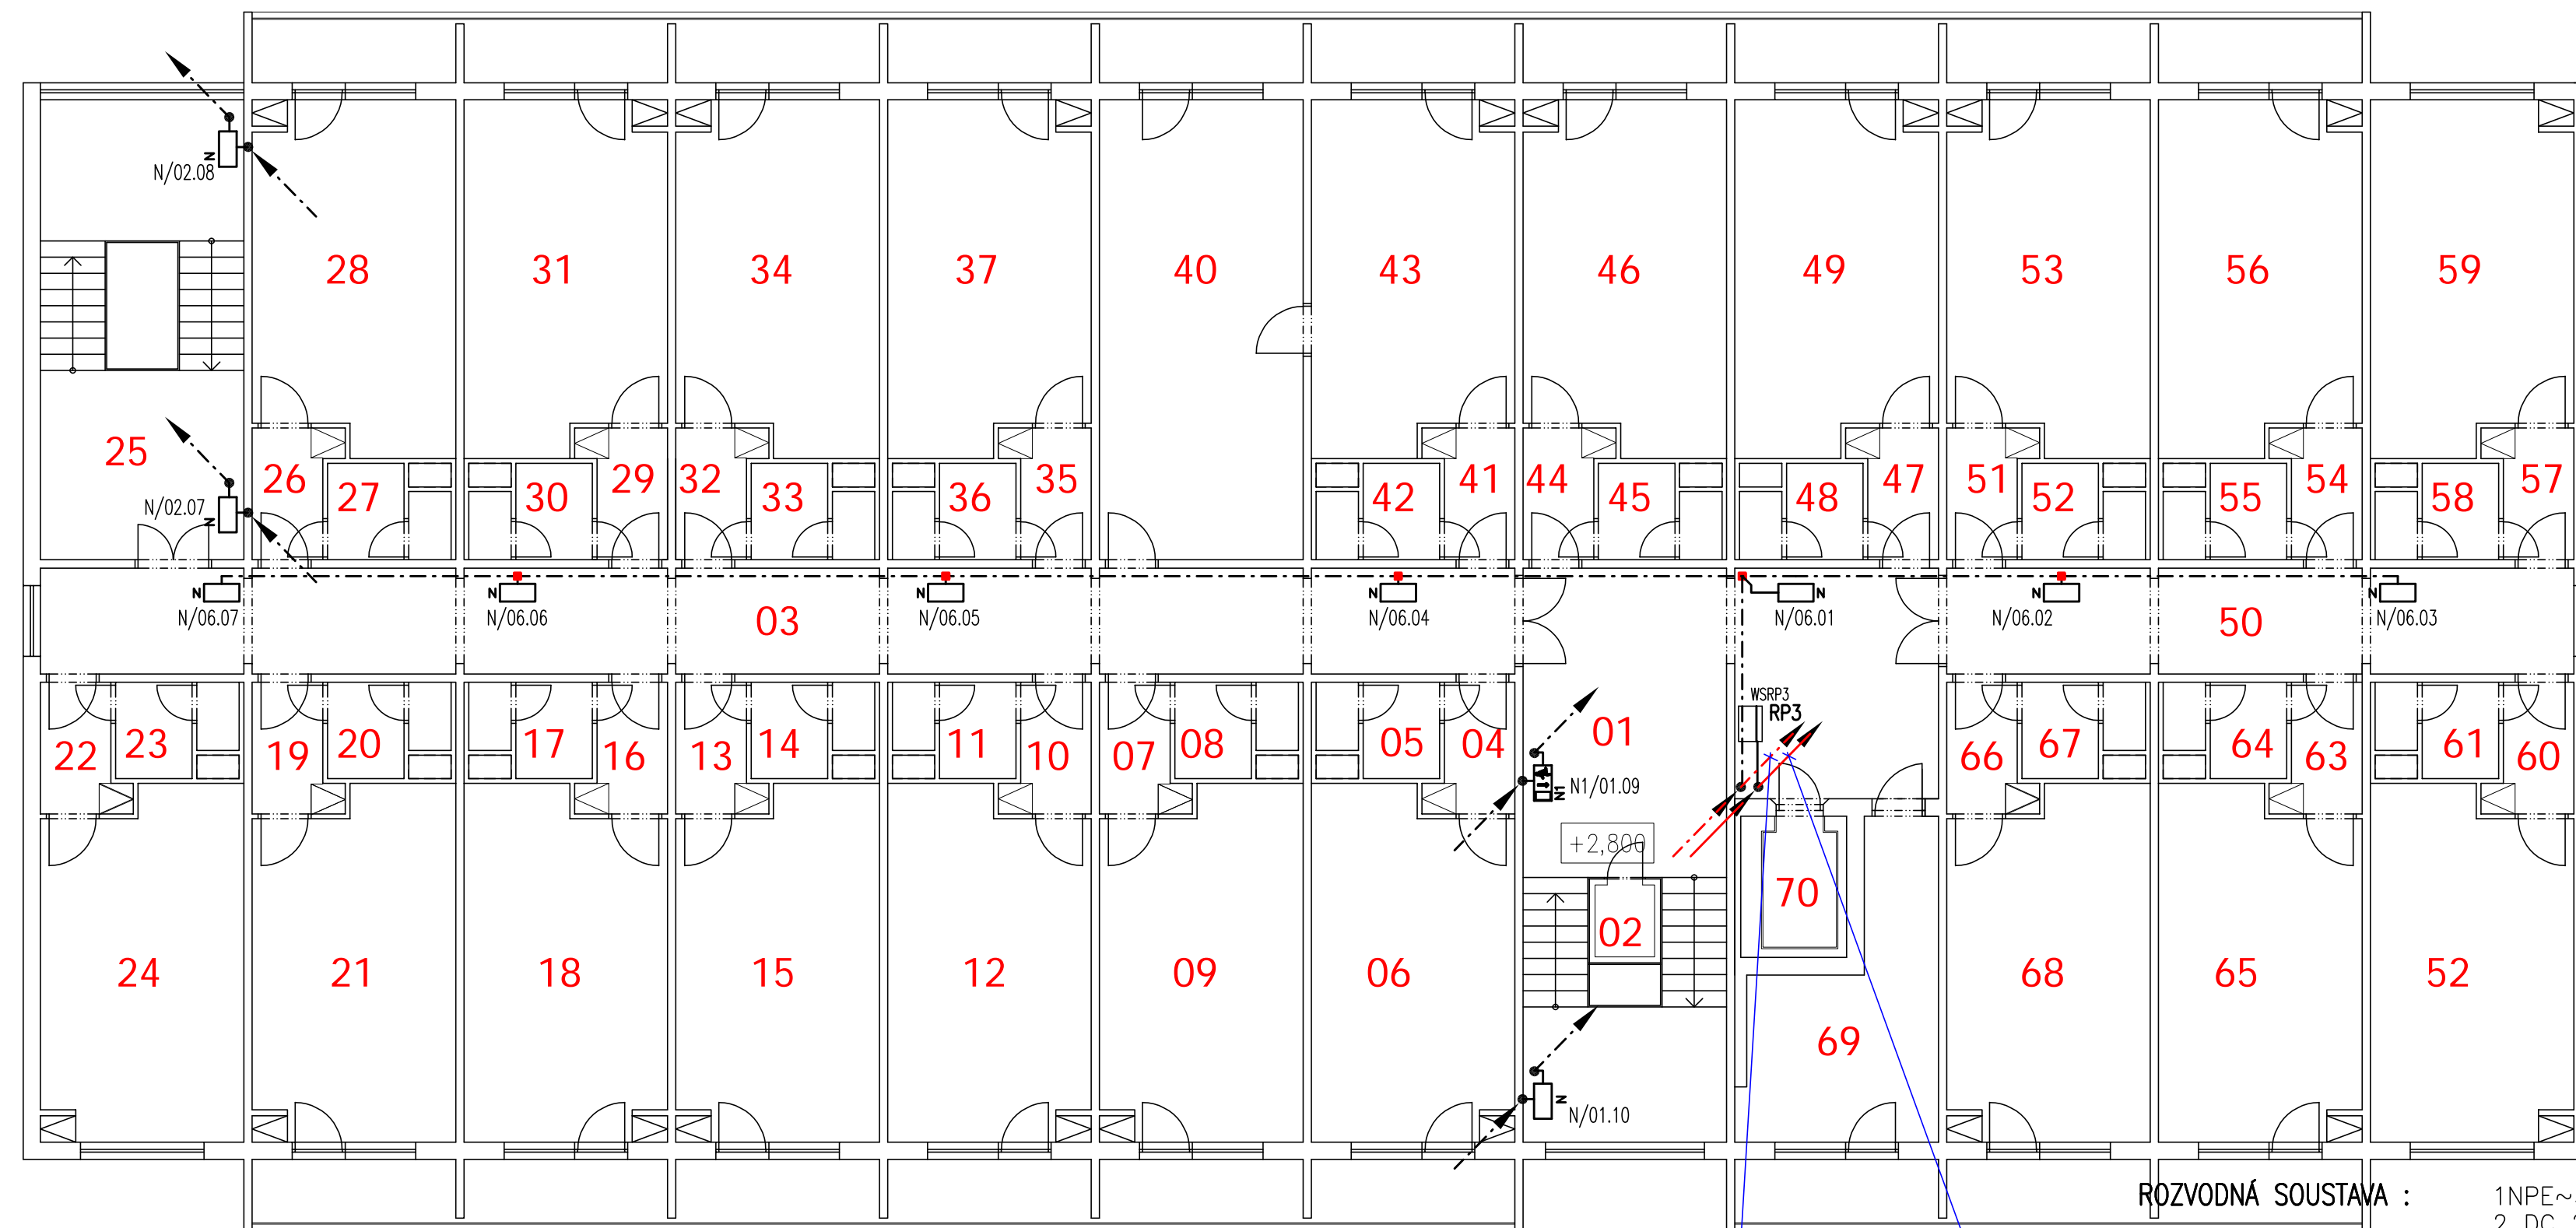 N
N/02.08
28 31 34 37 40 43 46 49 53 56 59
25
26 27 30 29 32 33 36 35 42 41 44 45 48 47 51 52 55 54 58 57
N/02.07
N
N N N N N N N
N/06.07 N/06.06 N/06.05 N/06.04 N/06.01 N/06.02 N/06.03
03 50
WSRP3
RP3
01
22 23 19 20 17 16 13 14 11 10 07 08 05 04 66 67 64 63 61 60
N1/01.09
N1
+2,800
70
02
24 21 18 15 12 09 06 68 65 52
69
N
N/01.10
ROZVODNÁ SOUSTAVA : 1NPE~
2 DC